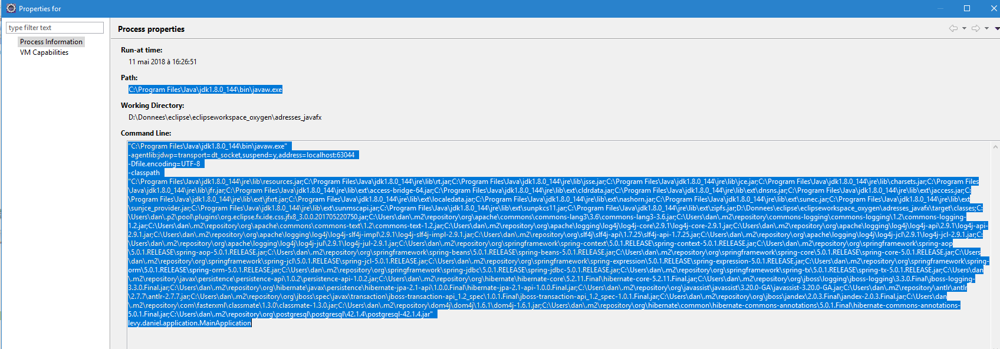 Properties for
type filter text
Process Information
VM Capabilities
Process properties
Run-at time:
11 mai 2018 à 16:26:51
Path:
C:\Program Files\Java\jdk1.8.0_144\bin\javaw.exe
Working Directory:
D:\Donnees\eclipse\eclipseworkspace_oxygen\adresses_javafx
Command Line:
"C:\Program Files\Java\jdk1.8.0_144\bin\javaw.exe"
-agentlib:jdwp=transport=dt_socket,suspend=y,address=localhost:63044
-Dfile.encoding=UTF-8
-classpath
"C:\Program Files\Java\jdk1.8.0_144\jre\lib\resources.jar;C:\Program Files\Java\jdk1.8.0_144\jre\lib\rt.jar;C:\Program Files\Java\jdk1.8.0_144\jre\lib\jsse.jar;C:\Program Files\Java\jdk1.8.0_144\jre\lib\jce.jar;C:\Program Files\Java\jdk1.8.0_144\jre\lib\charsets.jar;C:\Program Files
\Java\jdk1.8.0_144\jre\lib\jfr.jar;C:\Program Files\Java\jdk1.8.0_144\jre\lib\ext\access-bridge-64.jar;C:\Program Files\Java\jdk1.8.0_144\jre\lib\ext\cldrdata.jar;C:\Program Files\Java\jdk1.8.0_144\jre\lib\ext\dnsns.jar;C:\Program Files\Java\jdk1.8.0_144\jre\lib\ext\jaccess.jar;C:
\Program Files\Java\jdk1.8.0_144\jre\lib\ext\jfxrt.jar;C:\Program Files\Java\jdk1.8.0_144\jre\lib\ext\localedata.jar;C:\Program Files\Java\jdk1.8.0_144\jre\lib\ext\nashorn.jar;C:\Program Files\Java\jdk1.8.0_144\jre\lib\ext\sunec.jar;C:\Program Files\Java\jdk1.8.0_144\jre\lib\ext
\sunjce_provider.jar;C:\Program Files\Java\jdk1.8.0_144\jre\lib\ext\sunmscapi.jar;C:\Program Files\Java\jdk1.8.0_144\jre\lib\ext\sunpkcs11.jar;C:\Program Files\Java\jdk1.8.0_144\jre\lib\ext\zipfs.jar;D:\Donnees\eclipse\eclipseworkspace_oxygen\adresses_javafx\target\classes;C:
\Users\dan\.p2\pool\plugins\org.eclipse.fx.ide.css.jfx8_3.0.0.201705220750.jar;C:\Users\dan\.m2\repository\org\apache\commons\commons-lang3\3.6\commons-lang3-3.6.jar;C:\Users\dan\.m2\repository\commons-logging\commons-logging\1.2\commons-logging-
1.2.jar;C:\Users\dan\.m2\repository\org\apache\commons\commons-text\1.2\commons-text-1.2.jar;C:\Users\dan\.m2\repository\org\apache\logging\log4j\log4j-core\2.9.1\log4j-core-2.9.1.jar;C:\Users\dan\.m2\repository\org\apache\logging\log4j\log4j-api\2.9.1\log4j-api-
2.9.1.jar;C:\Users\dan\.m2\repository\org\apache\logging\log4j\log4j-slf4j-impl\2.9.1\log4j-slf4j-impl-2.9.1.jar;C:\Users\dan\.m2\repository\org\slf4j\slf4j-api\1.7.25\slf4j-api-1.7.25.jar;C:\Users\dan\.m2\repository\org\apache\logging\log4j\log4j-jcl\2.9.1\log4j-jcl-2.9.1.jar;C:
\Users\dan\.m2\repository\org\apache\logging\log4j\log4j-jul\2.9.1\log4j-jul-2.9.1.jar;C:\Users\dan\.m2\repository\org\springframework\spring-context\5.0.1.RELEASE\spring-context-5.0.1.RELEASE.jar;C:\Users\dan\.m2\repository\org\springframework\spring-aop
\5.0.1.RELEASE\spring-aop-5.0.1.RELEASE.jar;C:\Users\dan\.m2\repository\org\springframework\spring-beans\5.0.1.RELEASE\spring-beans-5.0.1.RELEASE.jar;C:\Users\dan\.m2\repository\org\springframework\spring-core\5.0.1.RELEASE\spring-core-5.0.1.RELEASE.jar;C:\Users
\dan\.m2\repository\org\springframework\spring-jcl\5.0.1.RELEASE\spring-jcl-5.0.1.RELEASE.jar;C:\Users\dan\.m2\repository\org\springframework\spring-expression\5.0.1.RELEASE\spring-expression-5.0.1.RELEASE.jar;C:\Users\dan\.m2\repository\org\springframework\spring-
orm\5.0.1.RELEASE\spring-orm-5.0.1.RELEASE.jar;C:\Users\dan\.m2\repository\org\springframework\spring-jdbc\5.0.1.RELEASE\spring-jdbc-5.0.1.RELEASE.jar;C:\Users\dan\.m2\repository\org\springframework\spring-tx\5.0.1.RELEASE\spring-tx-5.0.1.RELEASE.jar;C:\Users\dan
\.m2\repository\javax\persistence\persistence-api\1.0.2\persistence-api-1.0.2.jar;C:\Users\dan\.m2\repository\org\hibernate\hibernate-core\5.2.11.Final\hibernate-core-5.2.11.Final.jar;C:\Users\dan\.m2\repository\org\jboss\logging\jboss-logging\3.3.0.Final\jboss-logging-
3.3.0.Final.jar;C:\Users\dan\.m2\repository\org\hibernate\javax\persistence\hibernate-jpa-2.1-api\1.0.0.Final\hibernate-jpa-2.1-api-1.0.0.Final.jar;C:\Users\dan\.m2\repository\org\javassist\javassist\3.20.0-GA\javassist-3.20.0-GA.jar;C:\Users\dan\.m2\repository\antlr\antlr
\2.7.7\antlr-2.7.7.jar;C:\Users\dan\.m2\repository\org\jboss\spec\javax\transaction\jboss-transaction-api_1.2_spec\1.0.1.Final\jboss-transaction-api_1.2_spec-1.0.1.Final.jar;C:\Users\dan\.m2\repository\org\jboss\jandex\2.0.3.Final\jandex-2.0.3.Final.jar;C:\Users\dan
\.m2\repository\com\fasterxml\classmate\1.3.0\classmate-1.3.0.jar;C:\Users\dan\.m2\repository\dom4j\dom4j\1.6.1\dom4j-1.6.1.jar;C:\Users\dan\.m2\repository\org\hibernate\common\hibernate-commons-annotations\5.0.1.Final\hibernate-commons-annotations-
5.0.1.Final.jar;C:\Users\dan\.m2\repository\org\postgresql\postgresql\42.1.4\postgresql-42.1.4.jar"
levy.daniel.application.MainApplication